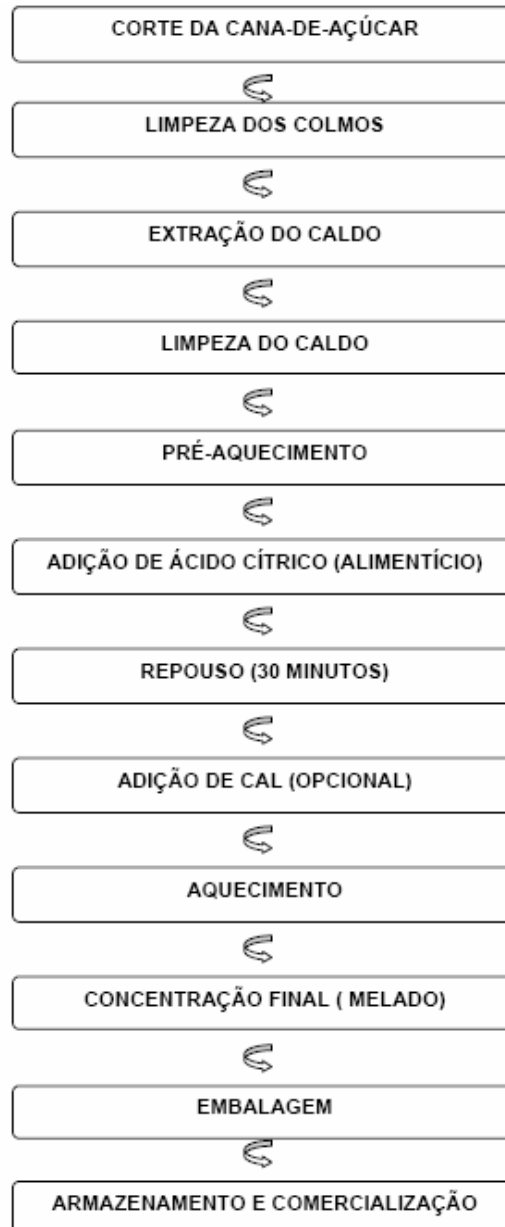 CORTE DA CANA-DE-AÇÚCAR
LIMPEZA DOS COLMOS
EXTRAÇÃO DO CALDO
LIMPEZA DO CALDO
PRÉ-AQUECIMENTO
ADIÇÃO DE ÁCIDO CÍTRICO (ALIMENTÍCIO)
REPOUSO (30 MINUTOS)
ADIÇÃO DE CAL (OPCIONAL)
AQUECIMENTO
CONCENTRAÇÃO FINAL ( MELADO)
EMBALAGEM
ARMAZENAMENTO E COMERCIALIZAÇÃO